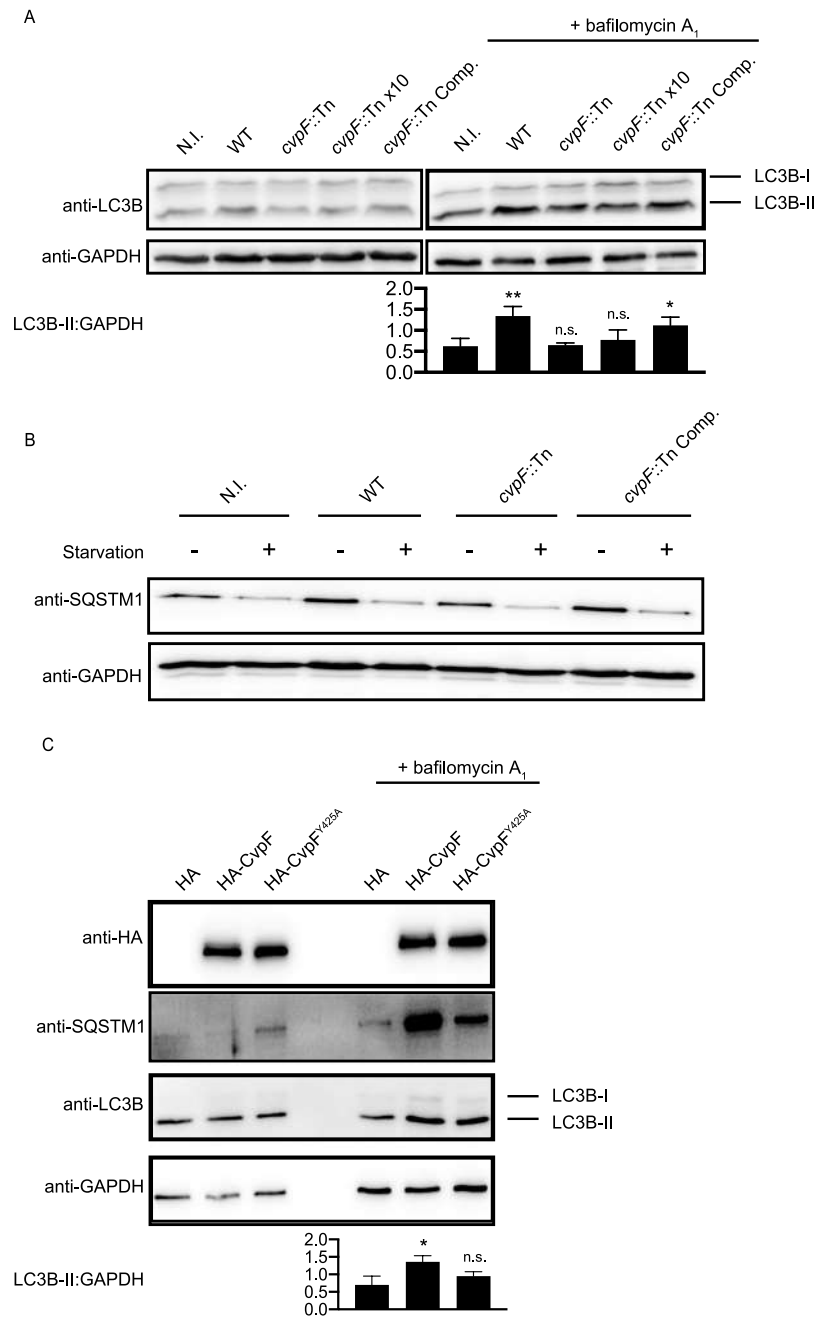 A
+ bafilomycin A1
N.I. WT cvpF::Tn cvpF::Tn x10 cvpF::Tn Comp. N.I. WT cvpF::Tn cvpF::Tn x10 cvpF::Tn Comp.
LC3B-I
anti-LC3B
LC3B-II
anti-GAPDH
2.0
**
1.5
*
LC3B-II:GAPDH
n.s. n.s.
1.0
0.5
0.0
B
N.I. WT cvpF::Tn cvpF::Tn Comp.
Starvation - + - + - + - +
anti-SQSTM1
anti-GAPDH
C
+ bafilomycin A1
HA HA-CvpF HA-CvpFY425A HA HA-CvpF HA-CvpFY425A
anti-HA
anti-SQSTM1
anti-LC3B
LC3B-I
LC3B-II
anti-GAPDH
2.0
*
1.5
n.s.
LC3B-II:GAPDH
1.0
0.5
0.0